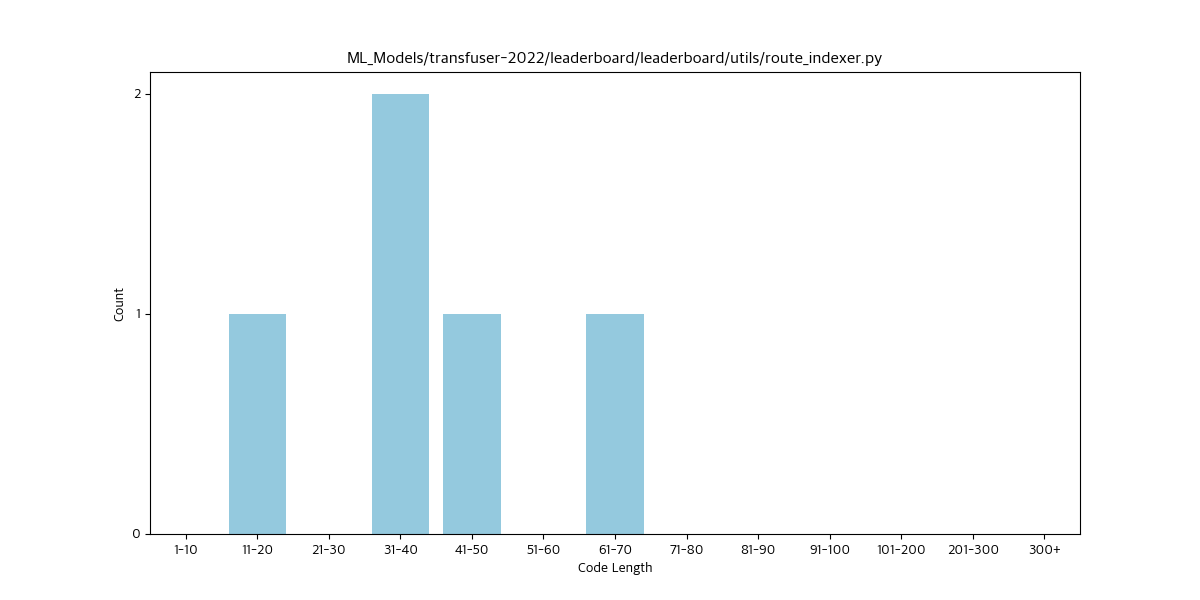 ML_Models/transfuser-2022/leaderboard/leaderboard/utils/route_indexer.py
2
1
0
Count
1-10 11-20 21-30 31-40 41-50 51-60 61-70 71-80 81-90 91-100 101-200 201-300 300+
Code Length